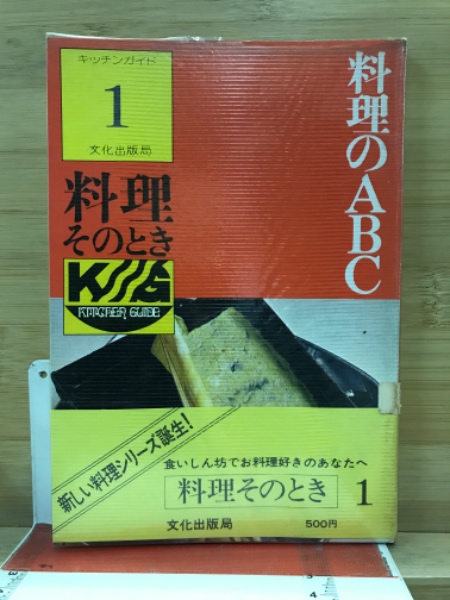 キッチンガイド
1
文化出版局
料理のABC
料理
そのとき
KG
KITCHEN GUIDE
新しい料理シリーズ誕生!
食いしん坊でお料理好きのあなたへ
料理そのとき 1
文化出版局 500円